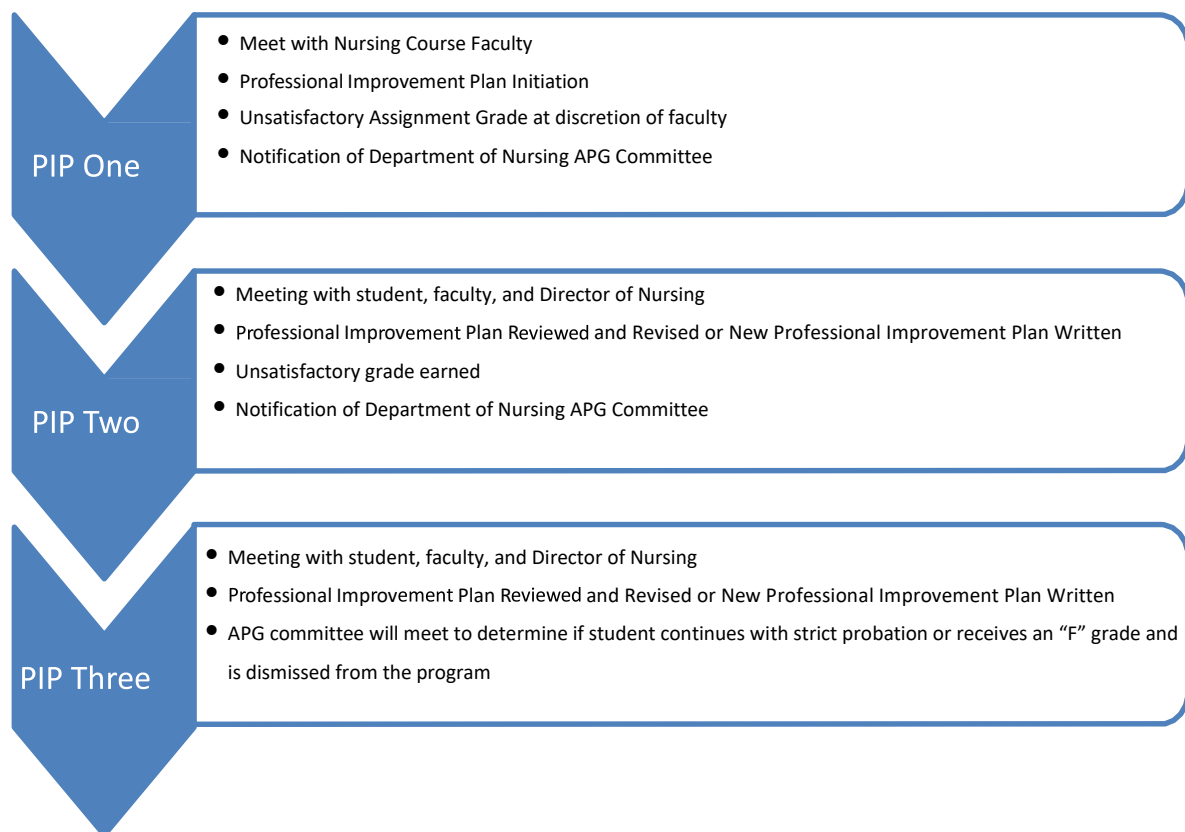 PIP One
• Meet with Nursing Course Faculty
• Professional Improvement Plan Initiation
• Unsatisfactory Assignment Grade at discretion of faculty
• Notification of Department of Nursing APG Committee
PIP Two
• Meeting with student, faculty, and Director of Nursing
• Professional Improvement Plan Reviewed and Revised or New Professional Improvement Plan Written
• Unsatisfactory grade earned
• Notification of Department of Nursing APG Committee
PIP Three
• Meeting with student, faculty, and Director of Nursing
• Professional Improvement Plan Reviewed and Revised or New Professional Improvement Plan Written
• APG committee will meet to determine if student continues with strict probation or receives an “F” grade and
is dismissed from the program